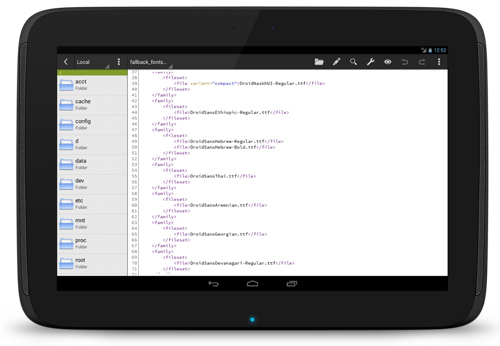 12:52
Local
fallback_fonts...
/
acct
Folder
cache
Folder
config
Folder
d
Folder
data
Folder
dev
Folder
etc
Folder
mnt
Folder
proc
Folder
root
Folder
37 <family>
38 <fileset>
39 <file variant="compact">DroidNaskhUI-Regular.ttf</file>
40 </fileset>
41 </family>
42 <family>
43 <fileset>
44 <file>DroidSansEthiopic-Regular.ttf</file>
45 </fileset>
46 </family>
47 <family>
48 <fileset>
49 <file>DroidSansHebrew-Regular.ttf</file>
50 <file>DroidSansHebrew-Bold.ttf</file>
51 </fileset>
52 </family>
53 <family>
54 <fileset>
55 <file>DroidSansThai.ttf</file>
56 </fileset>
57 </family>
58 <family>
59 <fileset>
60 <file>DroidSansArmenian.ttf</file>
61 </fileset>
62 </family>
63 <family>
64 <fileset>
65 <file>DroidSansGeorgian.ttf</file>
66 </fileset>
67 </family>
68 <family>
69 <fileset>
70 <file>DroidSansDevanagari-Regular.ttf</file>
71 </fileset>